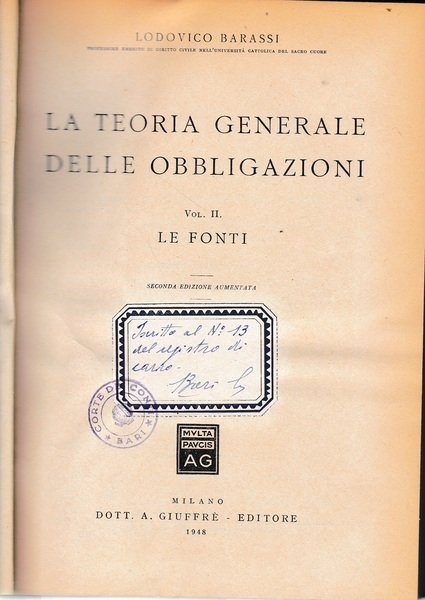 LODOVICO BARASSI
PROFESSORE EMERITO DI DIRITTO CIVILE NELL'UNIVERSITÀ CATTOLICA DEL SACRO CUORE
LA TEORIA GENERALE
DELLE OBBLIGAZIONI
VOL. II.
LE FONTI
SECONDA EDIZIONE AUMENTATA
Iscritto al N° 13
del registro di
carico.
CORTE DEI CONTI
BARI
MVLTA
PAVCIS
AG
MILANO
DOTT. A. GIUFFRÈ - EDITORE
1948